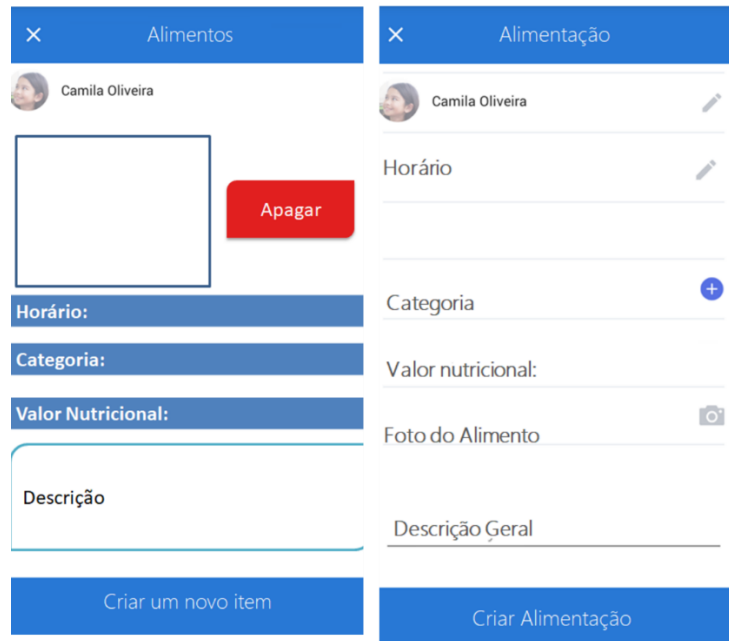 Alimentos
Camila Oliveira
Apagar
Horário:
Categoria:
Valor Nutricional:
Descrição
Criar um novo item
Alimentação
Camila Oliveira
Horário
Categoria
Valor nutricional:
Foto do Alimento
Descrição Geral
Criar Alimentação